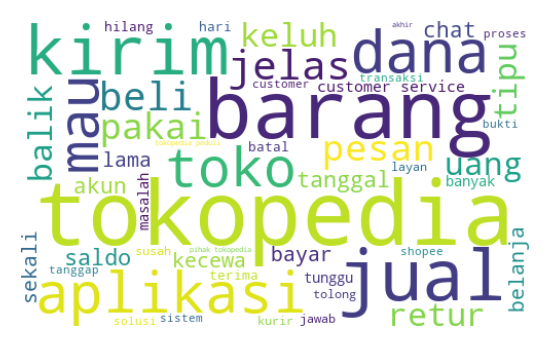 hilang hari akhir proses
kirim keluh dana chat tipu
jelas transaksi
balik mau beli customer customer service
barang bukti
pakai batal pesan
tokopedia peduli
lama toko layan uang
akun masalah tanggal banyak
tokopedia
sekali saldo susah pihak tokopedia bayar shopee belanja
tanggap kecewa terima tunggu jual
aplikasi tolong
solusi sistem kurir jawab retur